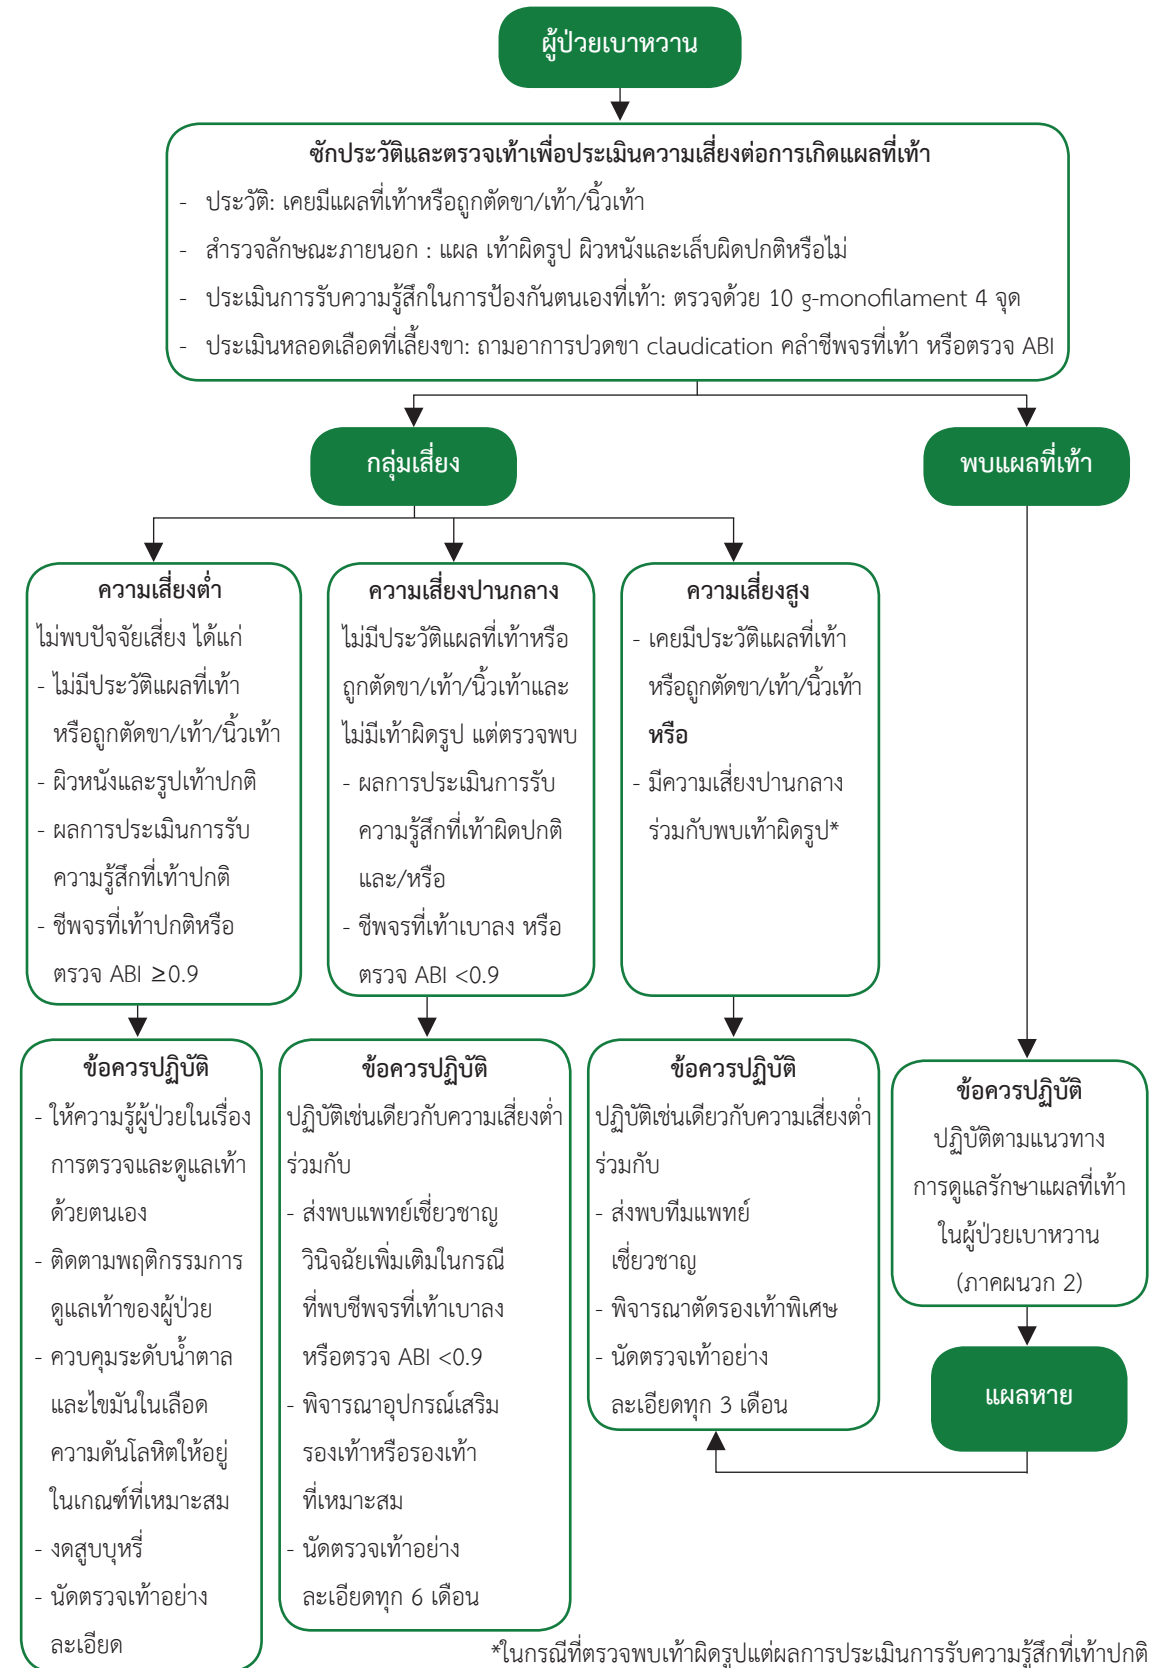 ผู้ป่วยเบาหวาน
ซักประวัติและตรวจเท้าเพื่อประเมินความเสี่ยงต่อการเกิดแผลที่เท้า
- ประวัติ: เคยมีแผลที่เท้าหรือถูกตัดขา/เท้า/นิ้วเท้า
- สำรวจลักษณะภายนอก : แผล เท้าผิดรูป ผิวหนังและเล็บผิดปกติหรือไม่
- ประเมินการรับความรู้สึกในการป้องกันตนเองที่เท้า: ตรวจด้วย 10 g-monofilament 4 จุด
- ประเมินหลอดเลือดที่เลี้ยงขา: ถามอาการปวดขา claudication คลำชีพจรที่เท้า หรือตรวจ ABI
กลุ่มเสี่ยง
พบแผลที่เท้า
ความเสี่ยงต่ำ
ไม่พบปัจจัยเสี่ยง ได้แก่
- ไม่มีประวัติแผลที่เท้า
หรือถูกตัดขา/เท้า/นิ้วเท้า
- ผิวหนังและรูปเท้าปกติ
- ผลการประเมินการรับ
ความรู้สึกที่เท้าปกติ
- ชีพจรที่เท้าปกติหรือ
ตรวจ ABI ≥0.9
ความเสี่ยงปานกลาง
ไม่มีประวัติแผลที่เท้าหรือ
ถูกตัดขา/เท้า/นิ้วเท้าและ
ไม่มีเท้าผิดรูป แต่ตรวจพบ
- ผลการประเมินการรับ
ความรู้สึกที่เท้าผิดปกติ
และ/หรือ
- ชีพจรที่เท้าเบาลง หรือ
ตรวจ ABI <0.9
ความเสี่ยงสูง
- เคยมีประวัติแผลที่เท้า
หรือถูกตัดขา/เท้า/นิ้วเท้า
หรือ
- มีความเสี่ยงปานกลาง
ร่วมกับพบเท้าผิดรูป*
ข้อควรปฏิบัติ
- ให้ความรู้ผู้ป่วยในเรื่อง
การตรวจและดูแลเท้า
ด้วยตนเอง
- ติดตามพฤติกรรมการ
ดูแลเท้าของผู้ป่วย
- ควบคุมระดับน้ำตาล
และไขมันในเลือด
ความดันโลหิตให้อยู่
ในเกณฑ์ที่เหมาะสม
- งดสูบบุหรี่
- นัดตรวจเท้าอย่าง
ละเอียด
ข้อควรปฏิบัติ
ปฏิบัติเช่นเดียวกับความเสี่ยงต่ำ
ร่วมกับ
- ส่งพบแพทย์เชี่ยวชาญ
วินิจฉัยเพิ่มเติมในกรณี
ที่พบชีพจรที่เท้าเบาลง
หรือตรวจ ABI <0.9
- พิจารณาอุปกรณ์เสริม
รองเท้าหรือรองเท้า
ที่เหมาะสม
- นัดตรวจเท้าอย่าง
ละเอียดทุก 6 เดือน
ข้อควรปฏิบัติ
ปฏิบัติเช่นเดียวกับความเสี่ยงต่ำ
ร่วมกับ
- ส่งพบทีมแพทย์
เชี่ยวชาญ
- พิจารณาตัดรองเท้าพิเศษ
- นัดตรวจเท้าอย่าง
ละเอียดทุก 3 เดือน
ข้อควรปฏิบัติ
ปฏิบัติตามแนวทาง
การดูแลรักษาแผลที่เท้า
ในผู้ป่วยเบาหวาน
(ภาคผนวก 2)
แผลหาย
*ในกรณีที่ตรวจพบเท้าผิดรูปแต่ผลการประเมินการรับความรู้สึกที่เท้าปกติ